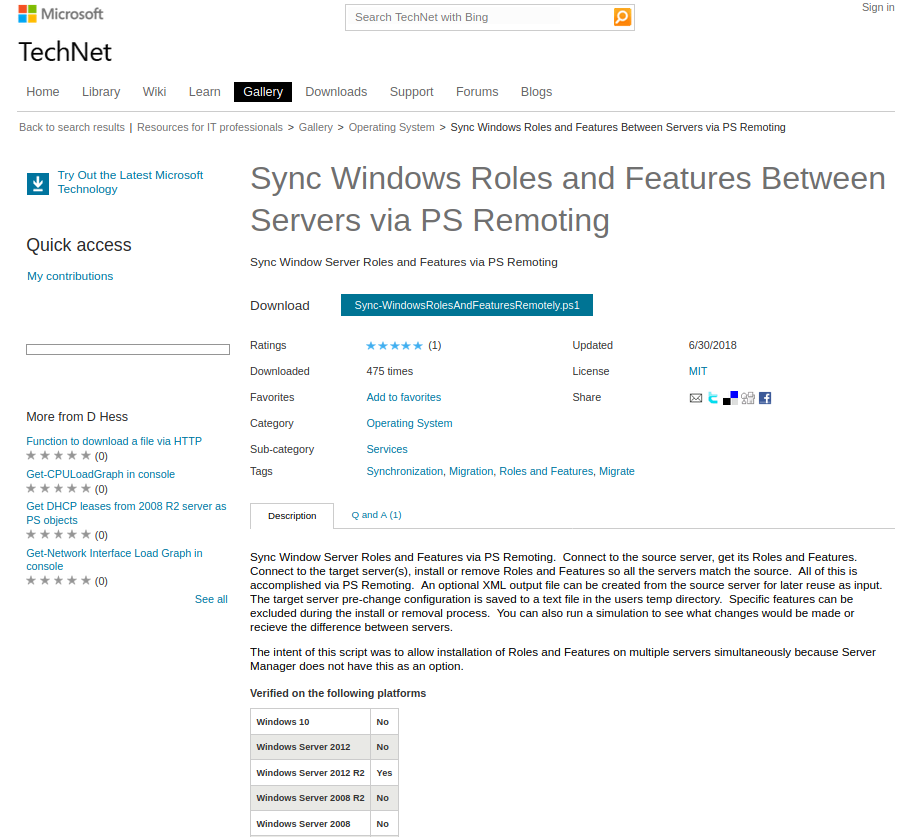 Microsoft
Search TechNet with Bing
Sign in
TechNet
Home Library Wiki Learn Gallery Downloads Support Forums Blogs
Back to search results | Resources for IT professionals > Gallery > Operating System > Sync Windows Roles and Features Between Servers via PS Remoting
Try Out the Latest Microsoft
Technology
Quick access
My contributions
More from D Hess
Function to download a file via HTTP
(0)
Get-CPULoadGraph in console
(0)
Get DHCP leases from 2008 R2 server as
PS objects
(0)
Get-Network Interface Load Graph in
console
(0)
See all
Sync Windows Roles and Features Between
Servers via PS Remoting
Sync Window Server Roles and Features via PS Remoting
Download Sync-WindowsRolesAndFeaturesRemotely.ps1
Ratings (1) Updated 6/30/2018
Downloaded 475 times License MIT
Favorites Add to favorites Share
Category Operating System
Sub-category Services
Tags Synchronization, Migration, Roles and Features, Migrate
Description Q and A (1)
Sync Window Server Roles and Features via PS Remoting.  Connect to the source server, get its Roles and Features.
Connect to the target server(s), install or remove Roles and Features so all the servers match the source.  All of this is
accomplished via PS Remoting.  An optional XML output file can be created from the source server for later reuse as input.
The target server pre-change configuration is saved to a text file in the users temp directory.  Specific features can be
excluded during the install or removal process.  You can also run a simulation to see what changes would be made or
recieve the difference between servers.
The intent of this script was to allow installation of Roles and Features on multiple servers simultaneously because Server
Manager does not have this as an option.
Verified on the following platforms
Windows 10 No
Windows Server 2012 No
Windows Server 2012 R2 Yes
Windows Server 2008 R2 No
Windows Server 2008 No